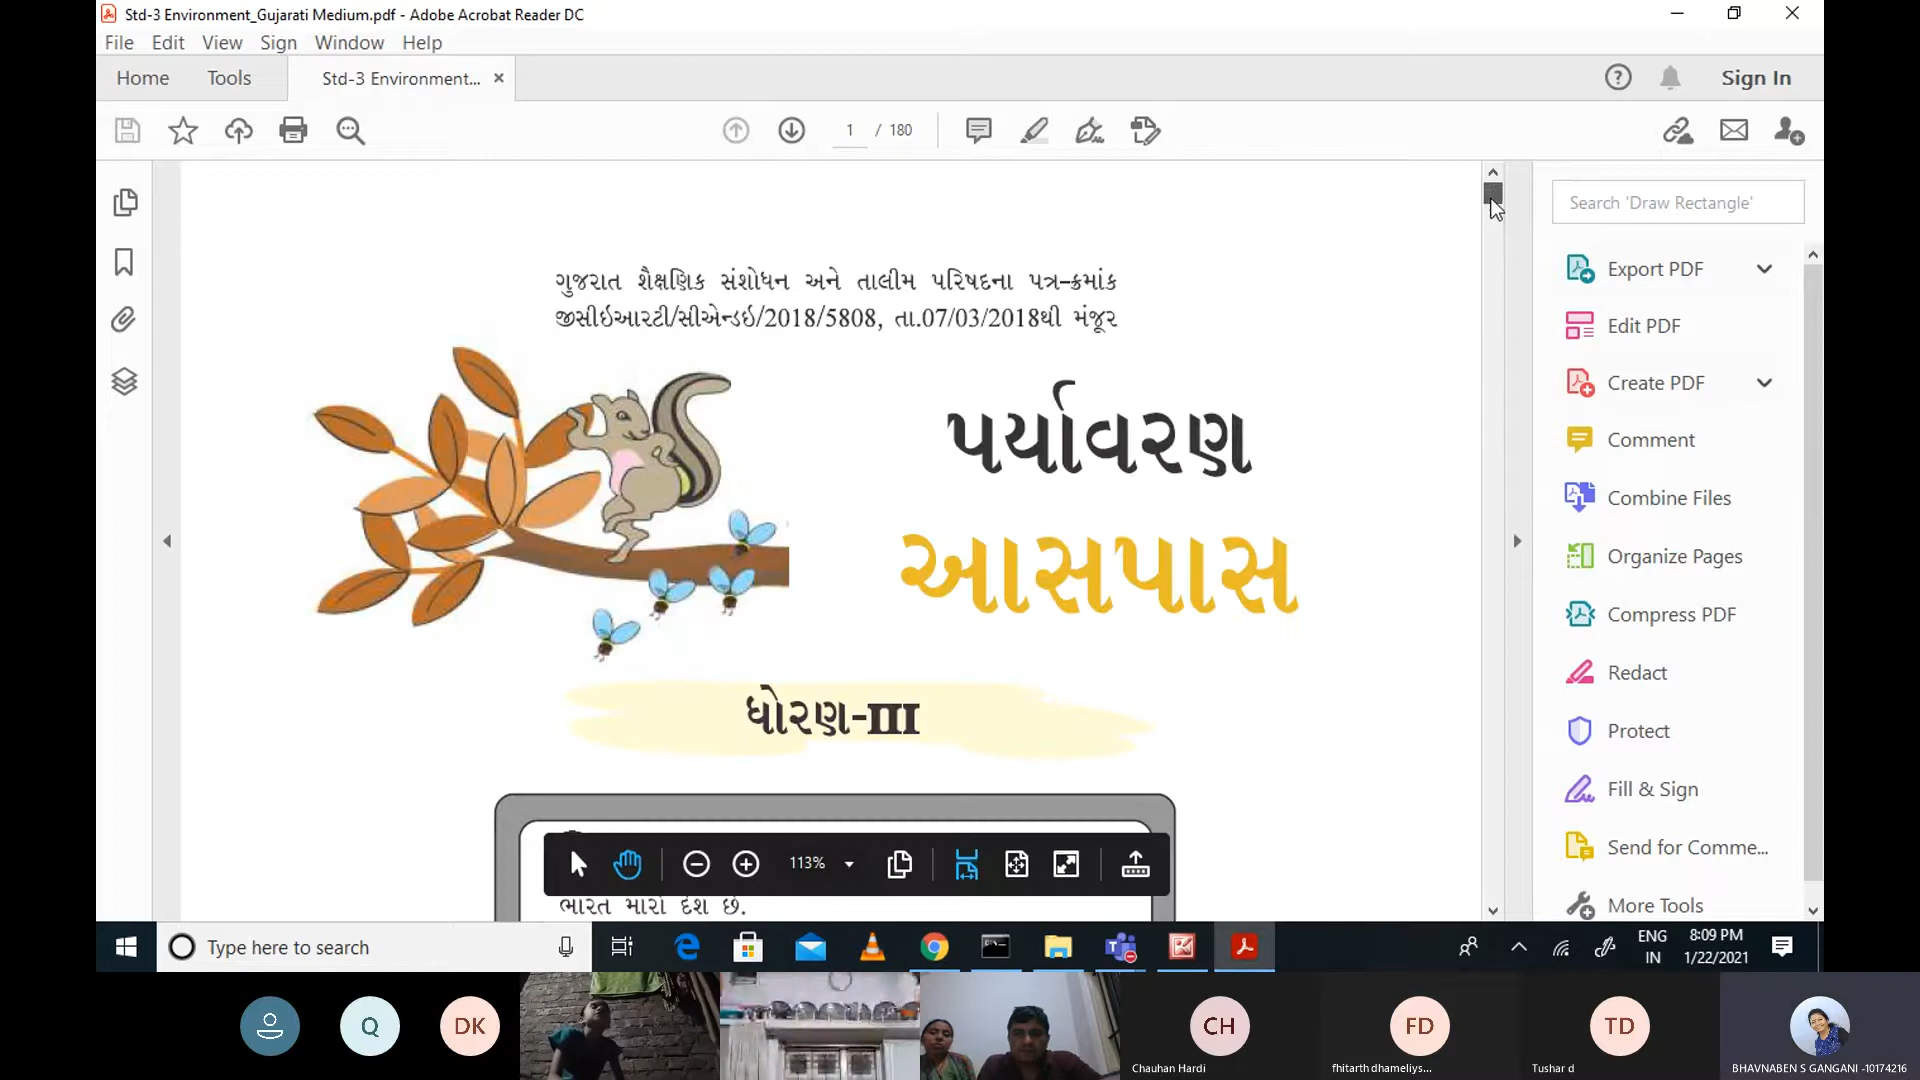 Std-3 Environment_Gujarati Medium.pdf - Adobe Acrobat Reader DC
File Edit View Sign Window Help
Home Tools Std-3 Environment... Sign In
1 / 180
Search 'Draw Rectangle'
ગુજરાત શૈક્ષણિક સંશોધન અને તાલીમ પરિષદના પત્ર–ક્રમાંક
જીસીઇઆરટી/સીએન્ડઇ/2018/5808, તા.07/03/2018થી મંજૂર
પર્યાવરણ
આસપાસ
ધોરણ-III
113%
ભારત મારો દેશ છે.
Export PDF
Edit PDF
Create PDF
Comment
Combine Files
Organize Pages
Compress PDF
Redact
Protect
Fill & Sign
Send for Comme...
More Tools
Type here to search
ENG
IN
8:09 PM
1/22/2021
Q
DK
CH
FD
TD
Chauhan Hardi
fhitarth dhameliys...
Tushar d
BHAVNABEN S GANGANI -10174216